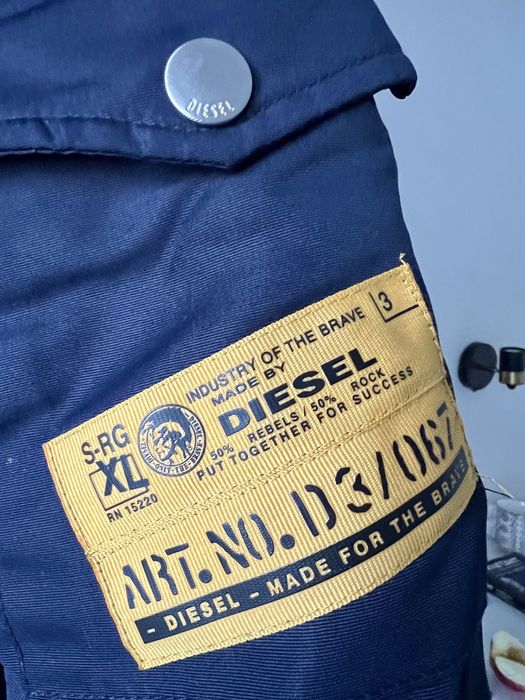 DIESEL
3
INDUSTRY OF THE BRAVE
MADE BY
DIESEL
50% REBELS / 50% ROCK
PUT TOGETHER FOR SUCCESS
S-RG
XL
RN 15220
ART.NO.D3/067
- DIESEL - MADE FOR THE BRAVE